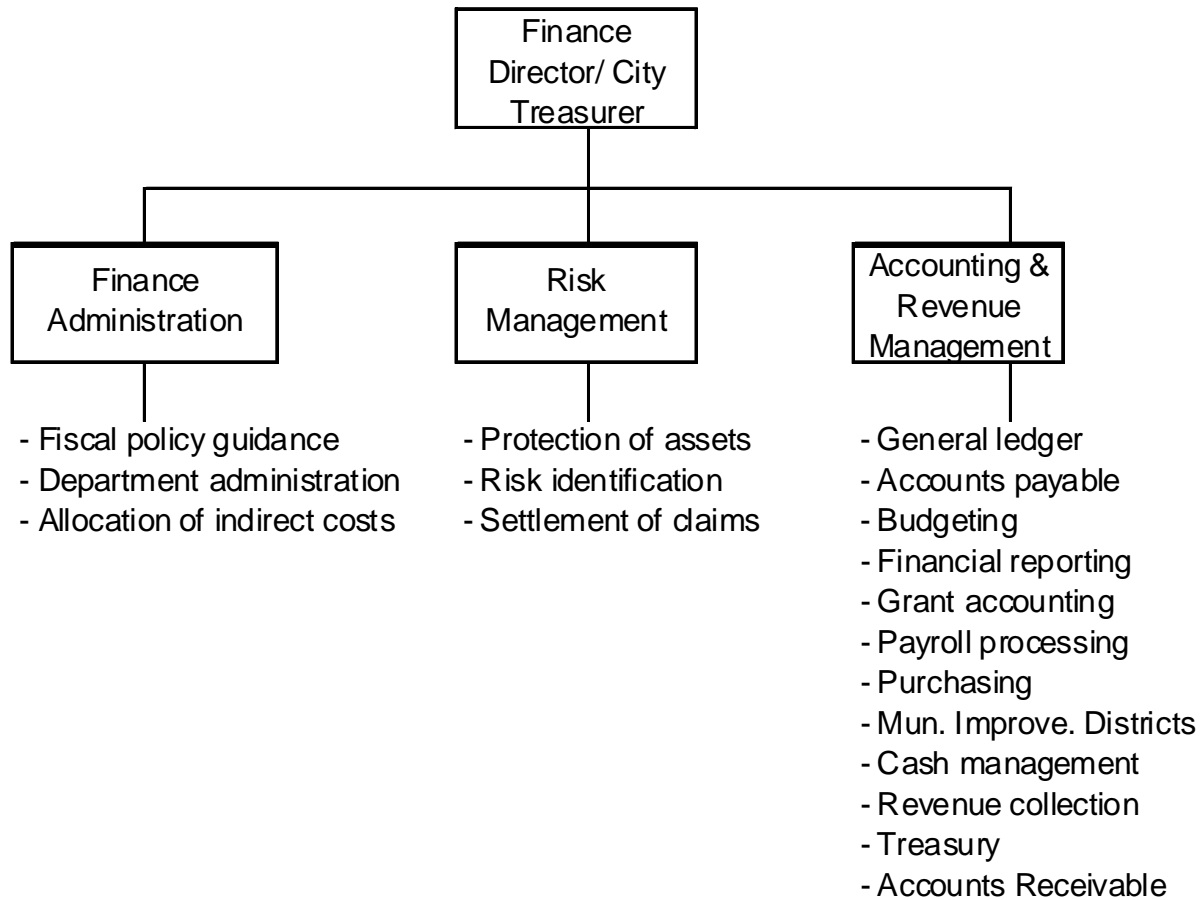 Finance
Director/ City
Treasurer
Finance
Administration
Risk
Management
Accounting &
Revenue
Management
- Fiscal policy guidance
- Department administration
- Allocation of indirect costs
- Protection of assets
- Risk identification
- Settlement of claims
- General ledger
- Accounts payable
- Budgeting
- Financial reporting
- Grant accounting
- Payroll processing
- Purchasing
- Mun. Improve. Districts
- Cash management
- Revenue collection
- Treasury
- Accounts Receivable